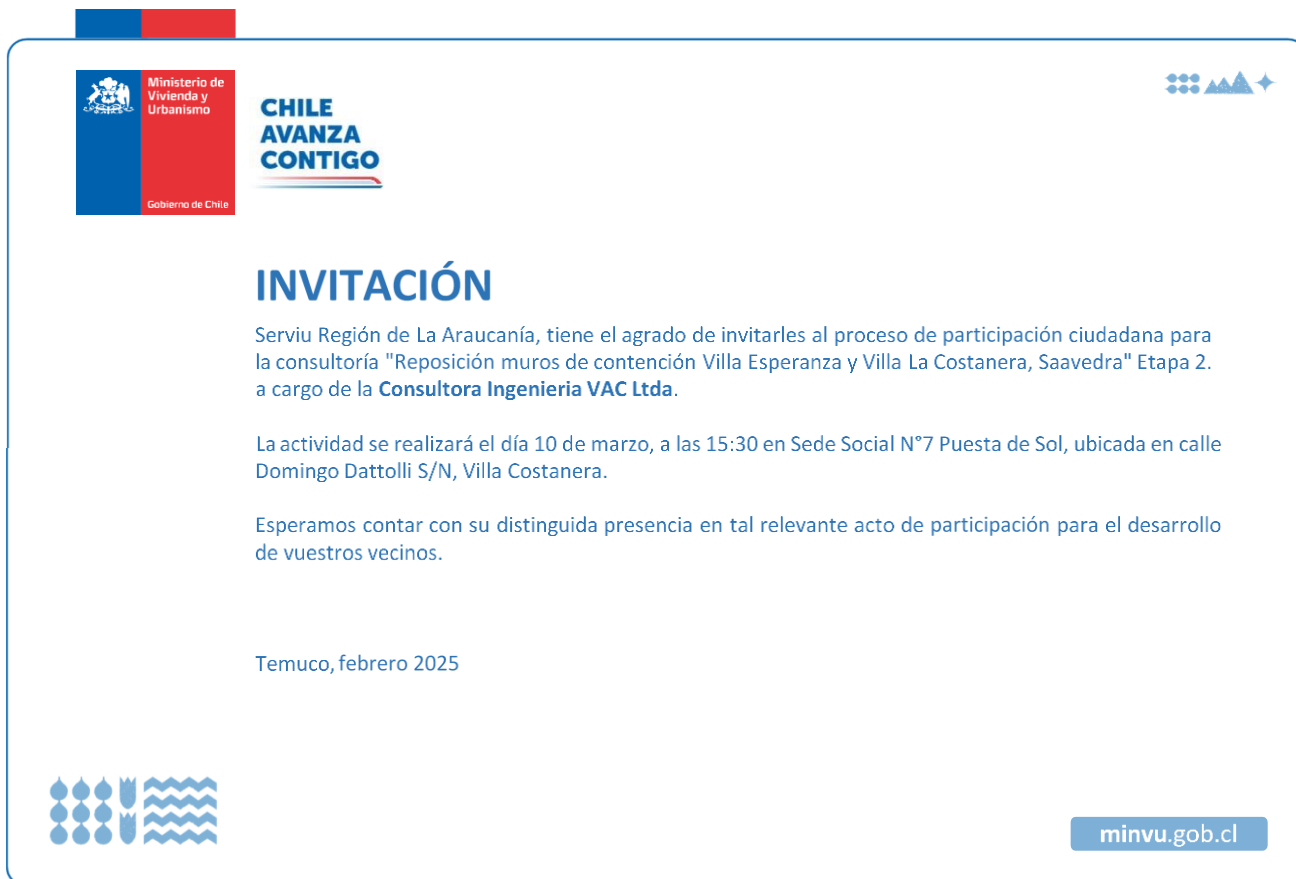 Ministerio de
Vivienda y
Urbanismo
Gobierno de Chile
CHILE
AVANZA
CONTIGO
INVITACIÓN
Serviu Región de La Araucanía, tiene el agrado de invitarles al proceso de participación ciudadana para
la consultoría "Reposición muros de contención Villa Esperanza y Villa La Costanera, Saavedra" Etapa 2.
a cargo de la Consultora Ingenieria VAC Ltda.
La actividad se realizará el día 10 de marzo, a las 15:30 en Sede Social N°7 Puesta de Sol, ubicada en calle
Domingo Dattolli S/N, Villa Costanera.
Esperamos contar con su distinguida presencia en tal relevante acto de participación para el desarrollo
de vuestros vecinos.
Temuco, febrero 2025
minvu.gob.cl